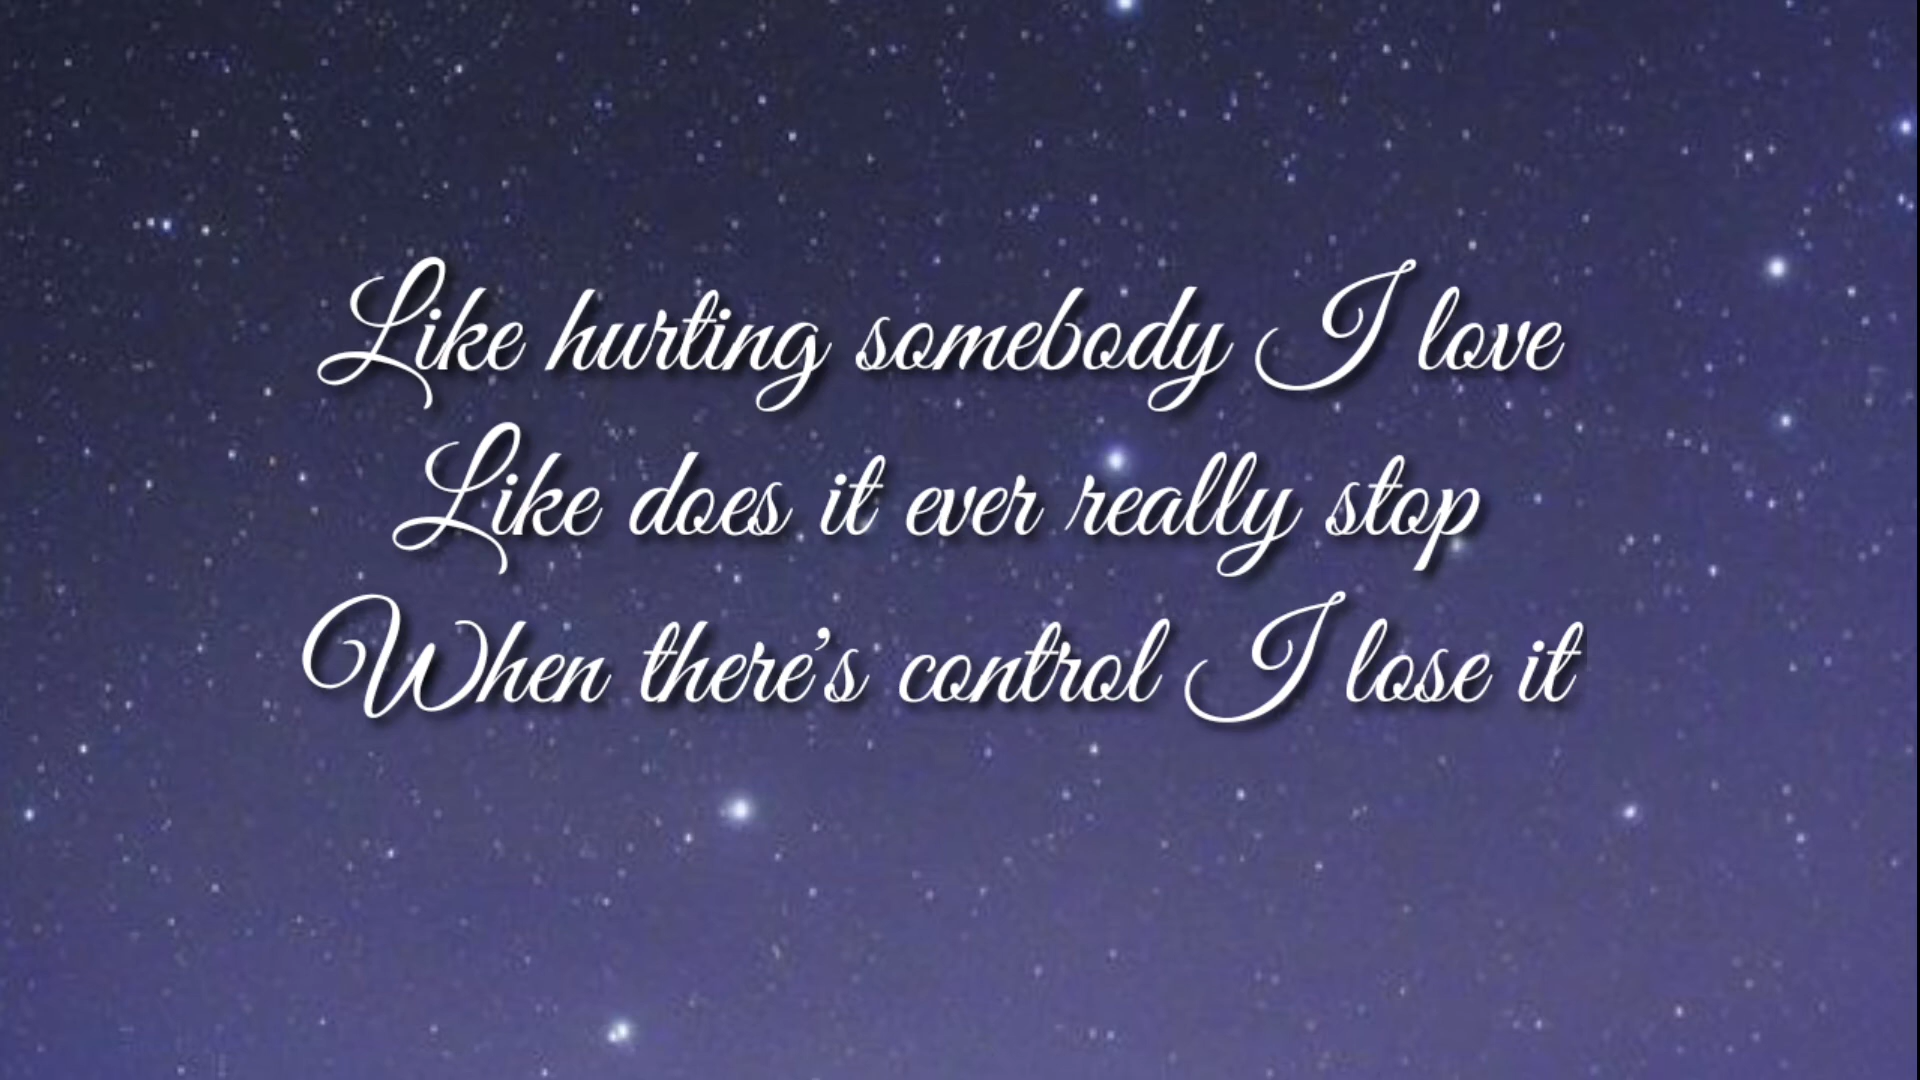 Like hurting somebody I love
Like does it ever really stop
When there's control I lose it